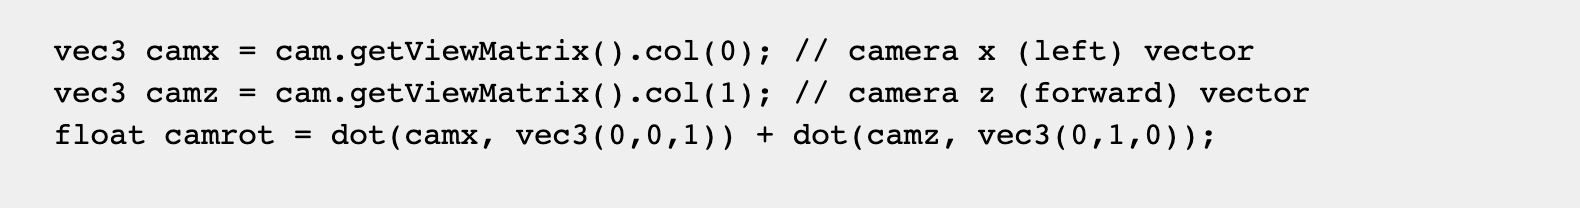 vec3 camx = cam.getViewMatrix().col(0); // camera x (left) vector
vec3 camz = cam.getViewMatrix().col(1); // camera z (forward) vector
float camrot = dot(camx, vec3(0,0,1)) + dot(camz, vec3(0,1,0));